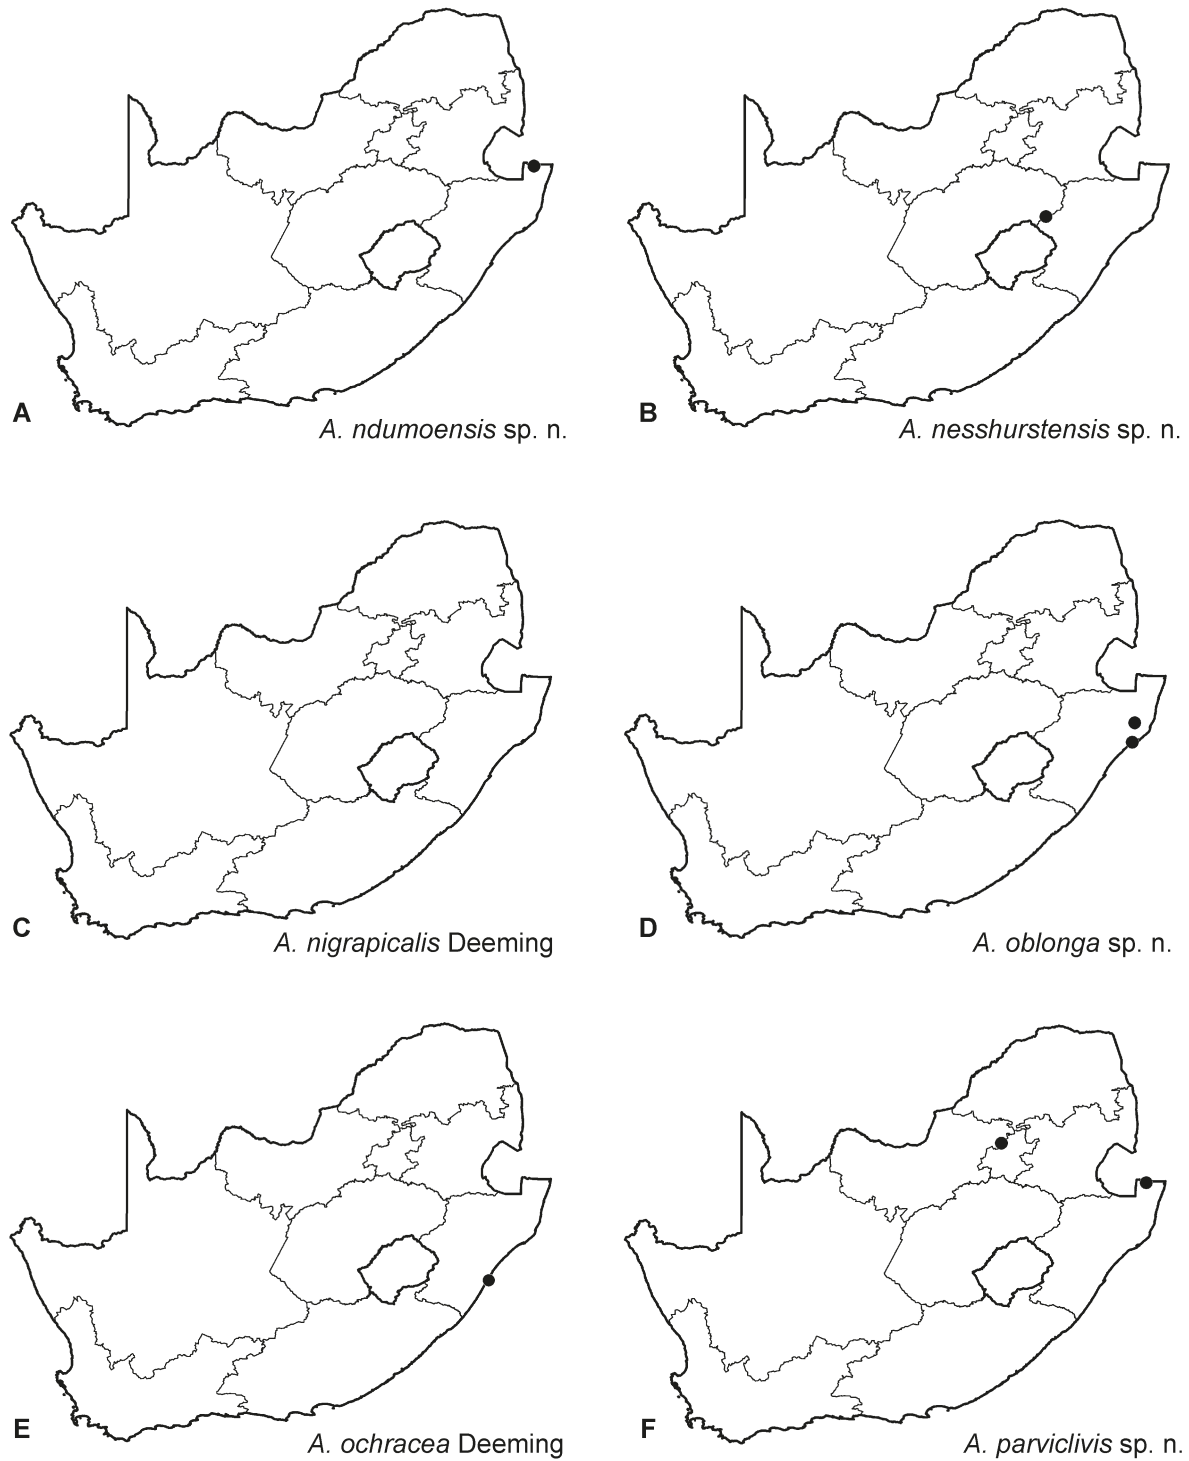 A
A. ndumoensis sp. n.
B
A. nesshurstensis sp. n.
C
A. nigrapicalis Deeming
D
A. oblonga sp. n.
E
A. ochracea Deeming
F
A. parviclivis sp. n.